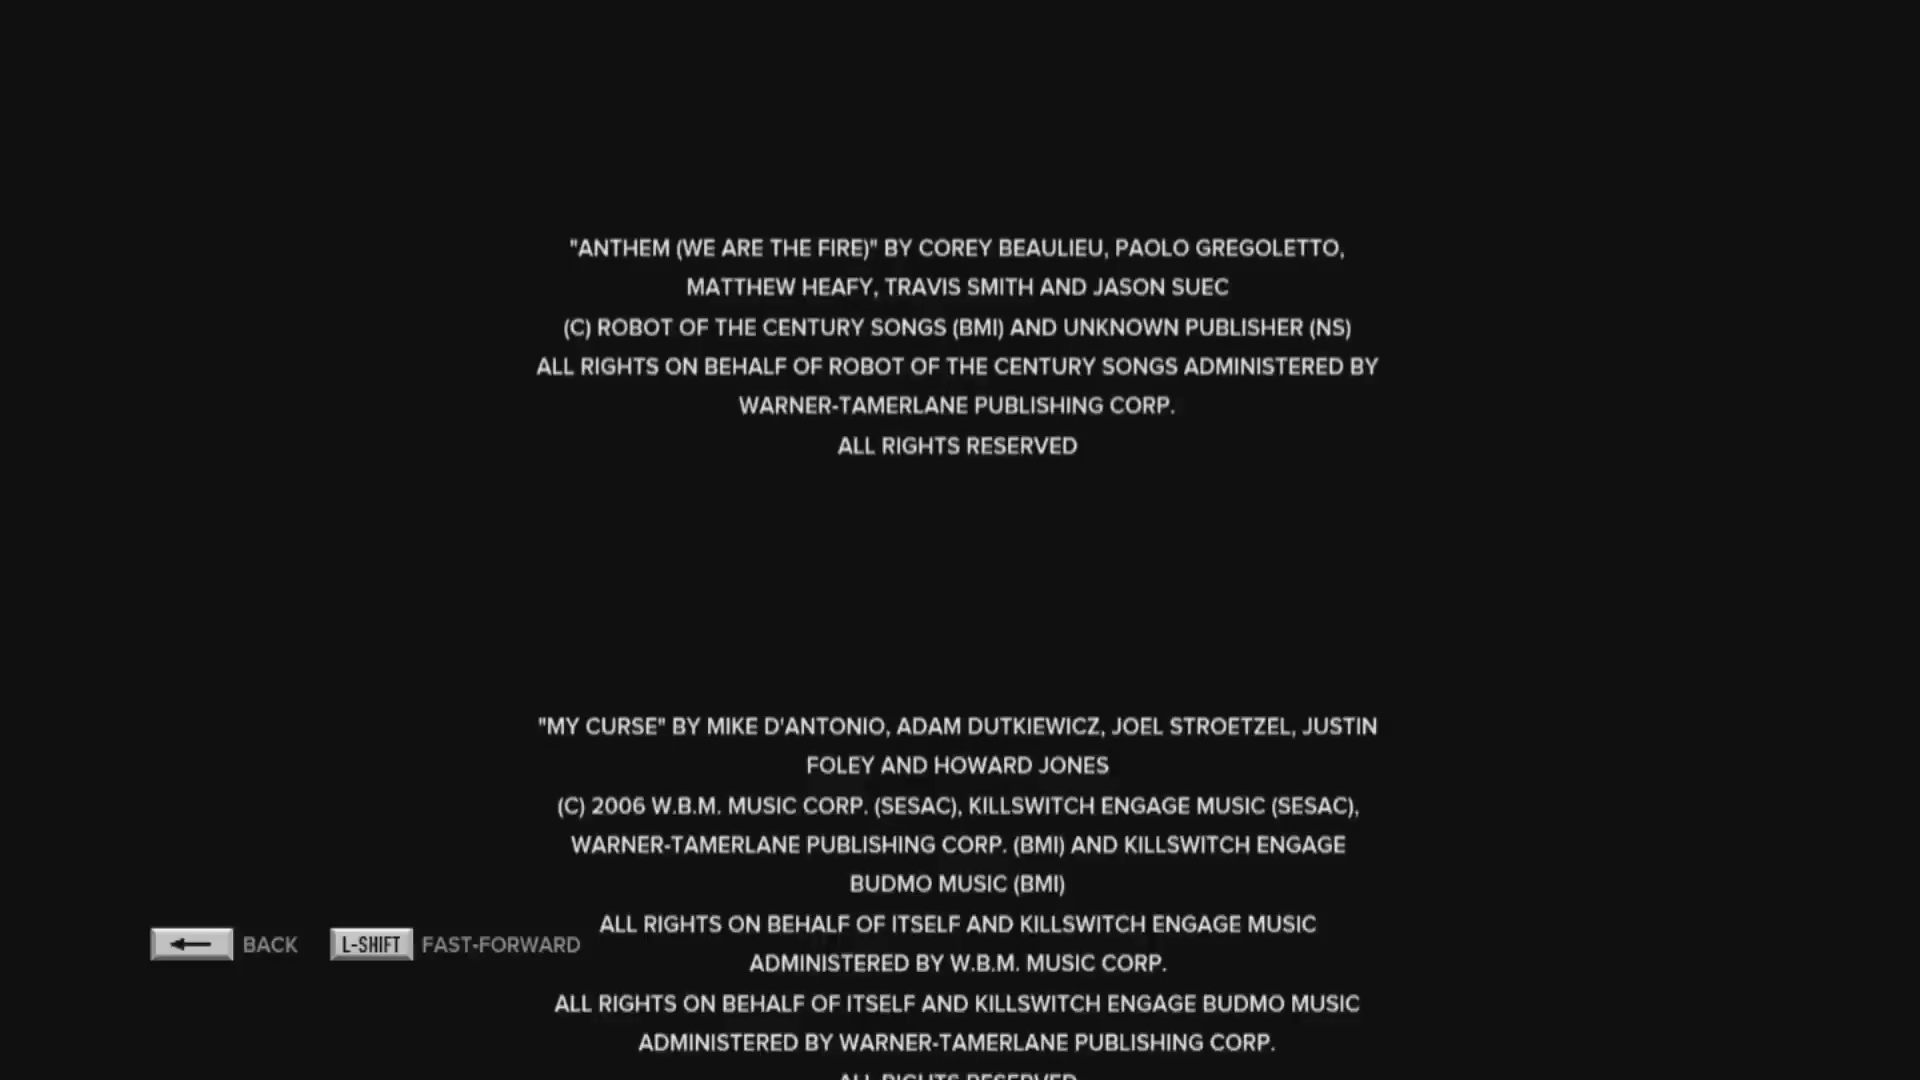 "ANTHEM (WE ARE THE FIRE)" BY COREY BEAULIEU, PAOLO GREGOLETTO,
MATTHEW HEAFY, TRAVIS SMITH AND JASON SUEC
(C) ROBOT OF THE CENTURY SONGS (BMI) AND UNKNOWN PUBLISHER (NS)
ALL RIGHTS ON BEHALF OF ROBOT OF THE CENTURY SONGS ADMINISTERED BY
WARNER-TAMERLANE PUBLISHING CORP.
ALL RIGHTS RESERVED
"MY CURSE" BY MIKE D'ANTONIO, ADAM DUTKIEWICZ, JOEL STROETZEL, JUSTIN
FOLEY AND HOWARD JONES
(C) 2006 W.B.M. MUSIC CORP. (SESAC), KILLSWITCH ENGAGE MUSIC (SESAC),
WARNER-TAMERLANE PUBLISHING CORP. (BMI) AND KILLSWITCH ENGAGE
BUDMO MUSIC (BMI)
ALL RIGHTS ON BEHALF OF ITSELF AND KILLSWITCH ENGAGE MUSIC
ADMINISTERED BY W.B.M. MUSIC CORP.
ALL RIGHTS ON BEHALF OF ITSELF AND KILLSWITCH ENGAGE BUDMO MUSIC
ADMINISTERED BY WARNER-TAMERLANE PUBLISHING CORP.
ALL RIGHTS RESERVED
BACK L-SHIFT FAST-FORWARD